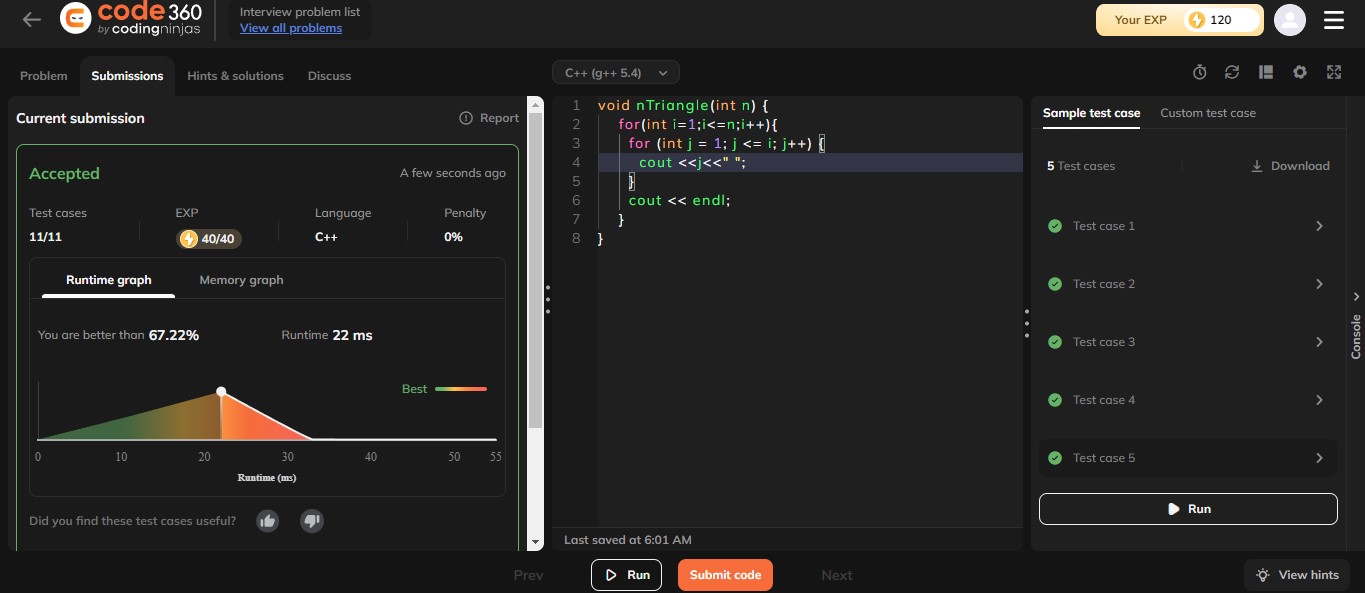 code 360
by codingninjas
Interview problem list
View all problems
Your EXP 120
Problem Submissions Hints & solutions Discuss
Current submission
Report
Accepted
A few seconds ago
Test cases EXP Language Penalty
11/11 40/40 C++ 0%
Runtime graph Memory graph
You are better than 67.22% Runtime 22 ms
Best
0 10 20 30 40 50 55
Runtime (ms)
Did you find these test cases useful?
C++ (g++ 5.4)
1 void nTriangle(int n) {
2 for(int i=1;i<=n;i++){
3 for (int j = 1; j <= i; j++) {
4 cout <<j<<" ";
5 }
6 cout << endl;
7 }
8 }
Last saved at 6:01 AM
Sample test case Custom test case
5 Test cases Download
Test case 1
Test case 2
Test case 3
Test case 4
Test case 5
Run
Console
Prev Run Submit code Next View hints